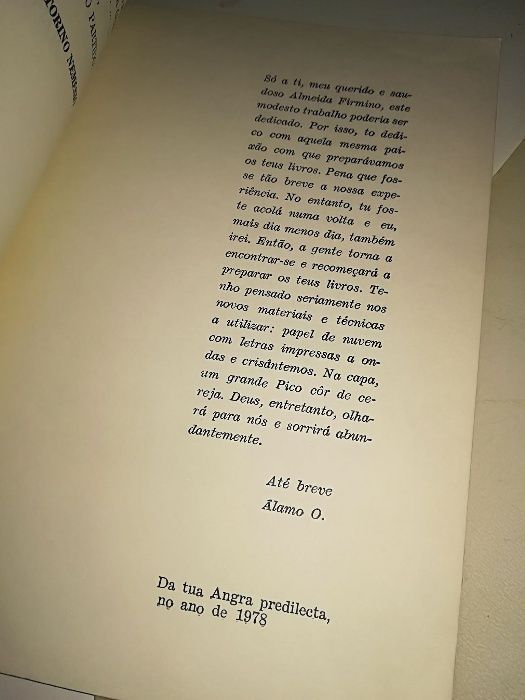 O PARTIR
TORINO NEMÉSI
Só a ti, meu querido e sau-
doso Almeida Firmino, este
modesto trabalho poderia ser
dedicado. Por isso, to dedi-
co com aquela mesma pai-
xão com que preparávamos
os teus livros. Pena que fos-
se tão breve a nossa expe-
riência. No entanto, tu fos-
te acolá numa volta e eu,
mais dia menos dia, também
irei. Então, a gente torna a
encontrar-se e recomeçará a
preparar os teus livros. Te-
nho pensado seriamente nos
novos materiais e técnicas
a utilizar: papel de nuvem
com letras impressas a on-
das e crisântemos. Na capa,
um grande Pico côr de ce-
reja. Deus, entretanto, olha-
rá para nós e sorrirá abun-
dantemente.
Até breve
Álamo O.
Da tua Angra predilecta,
no ano de 1978